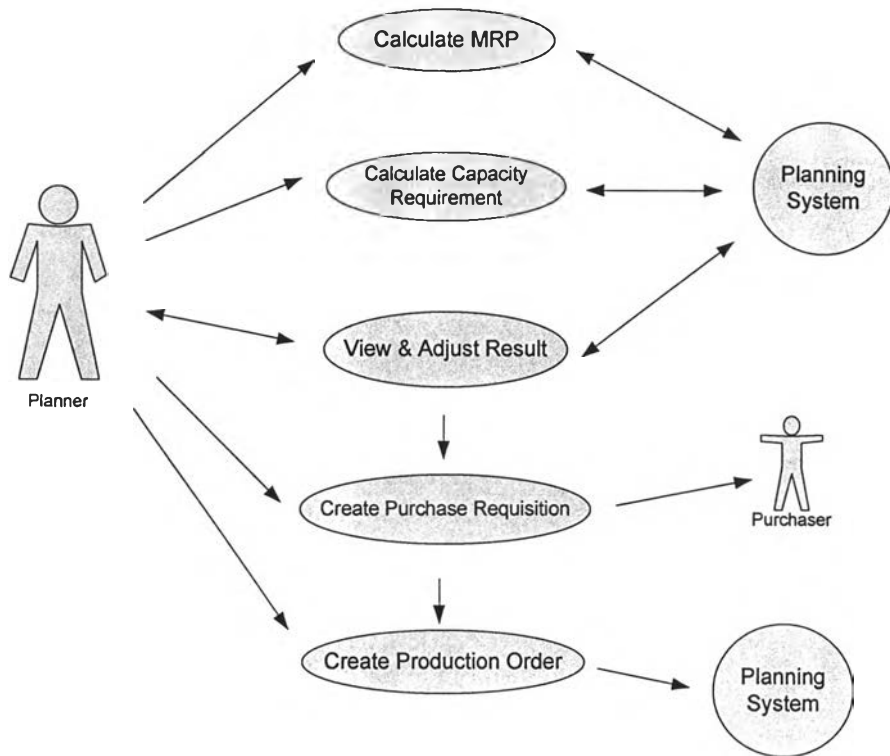 Calculate MRP
Calculate Capacity
Requirement
Planning
System
View & Adjust Result
Planner
Create Purchase Requisition
Purchaser
Create Production Order
Planning
System